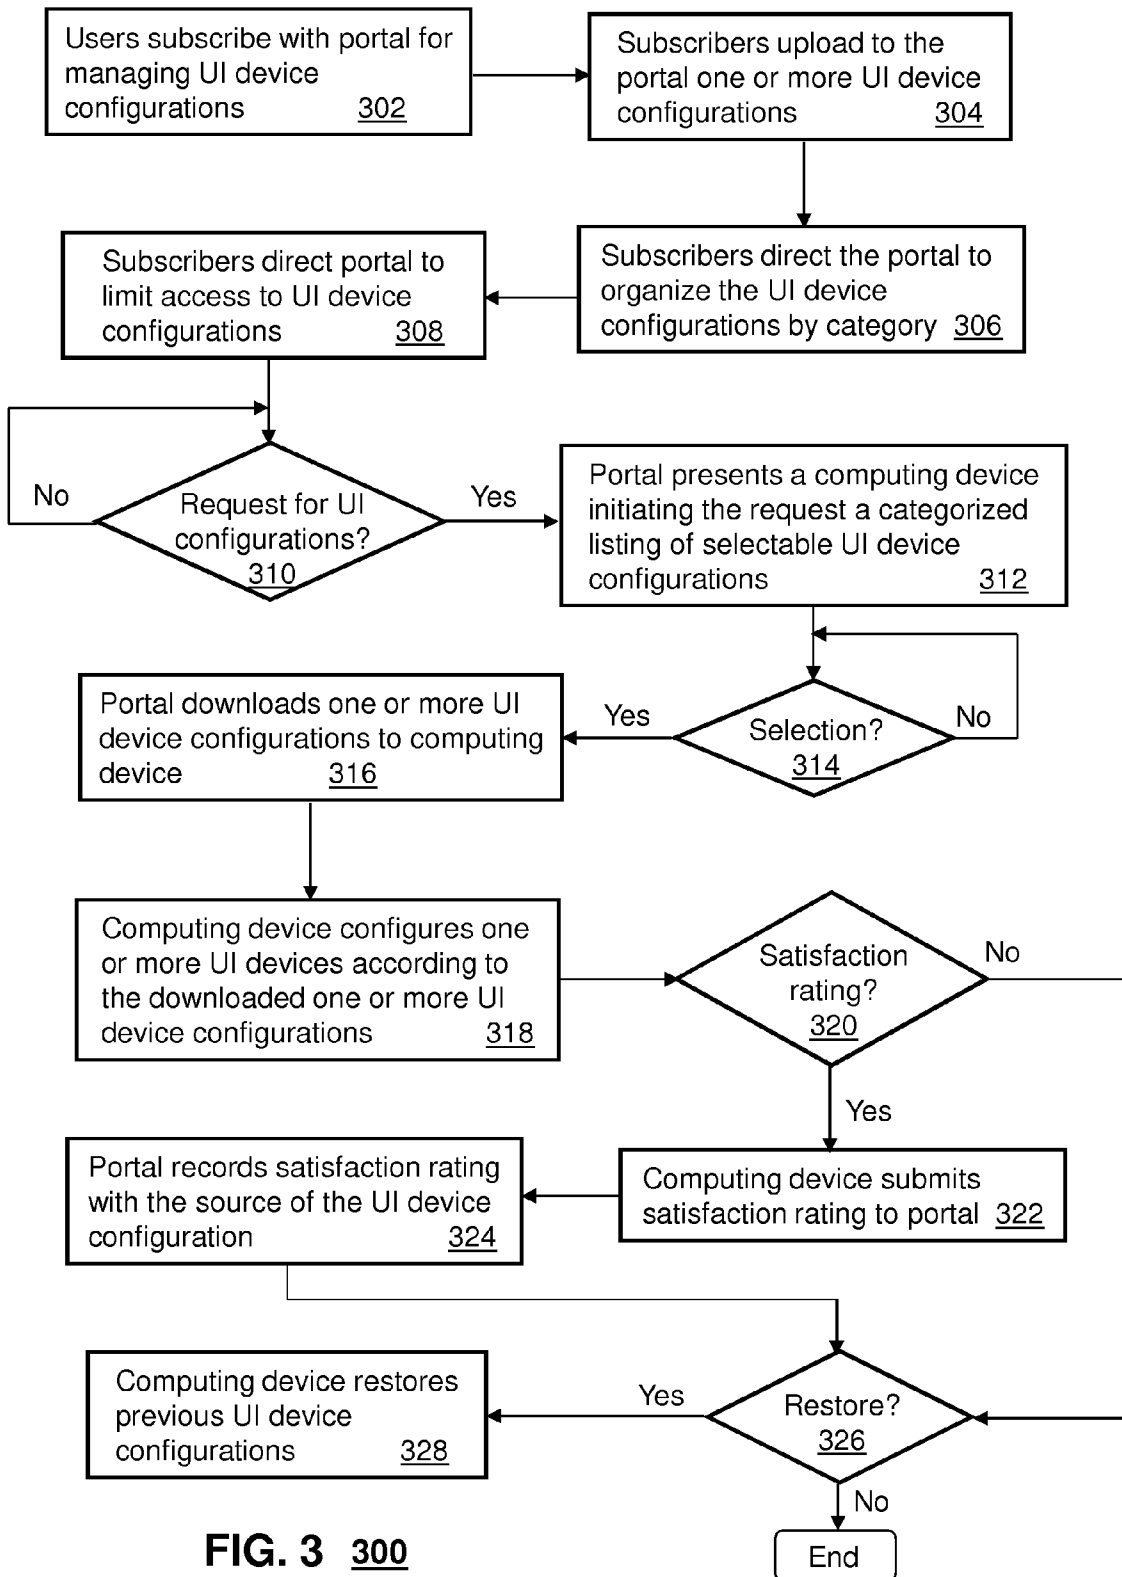 Users subscribe with portal for
managing UI device
configurations 302
Subscribers upload to the
portal one or more UI device
configurations 304
Subscribers direct portal to
limit access to UI device
configurations 308
Subscribers direct the portal to
organize the UI device
configurations by category 306
No
Request for UI
configurations?
310
Yes
Portal presents a computing device
initiating the request a categorized
listing of selectable UI device
configurations 312
Portal downloads one or more UI
device configurations to computing
device 316
Yes
Selection?
314
No
Computing device configures one
or more UI devices according to
the downloaded one or more UI
device configurations 318
Satisfaction
rating?
320
No
Yes
Portal records satisfaction rating
with the source of the UI device
configuration 324
Computing device submits
satisfaction rating to portal 322
Computing device restores
previous UI device
configurations 328
Yes
Restore?
326
No
End
FIG. 3 300